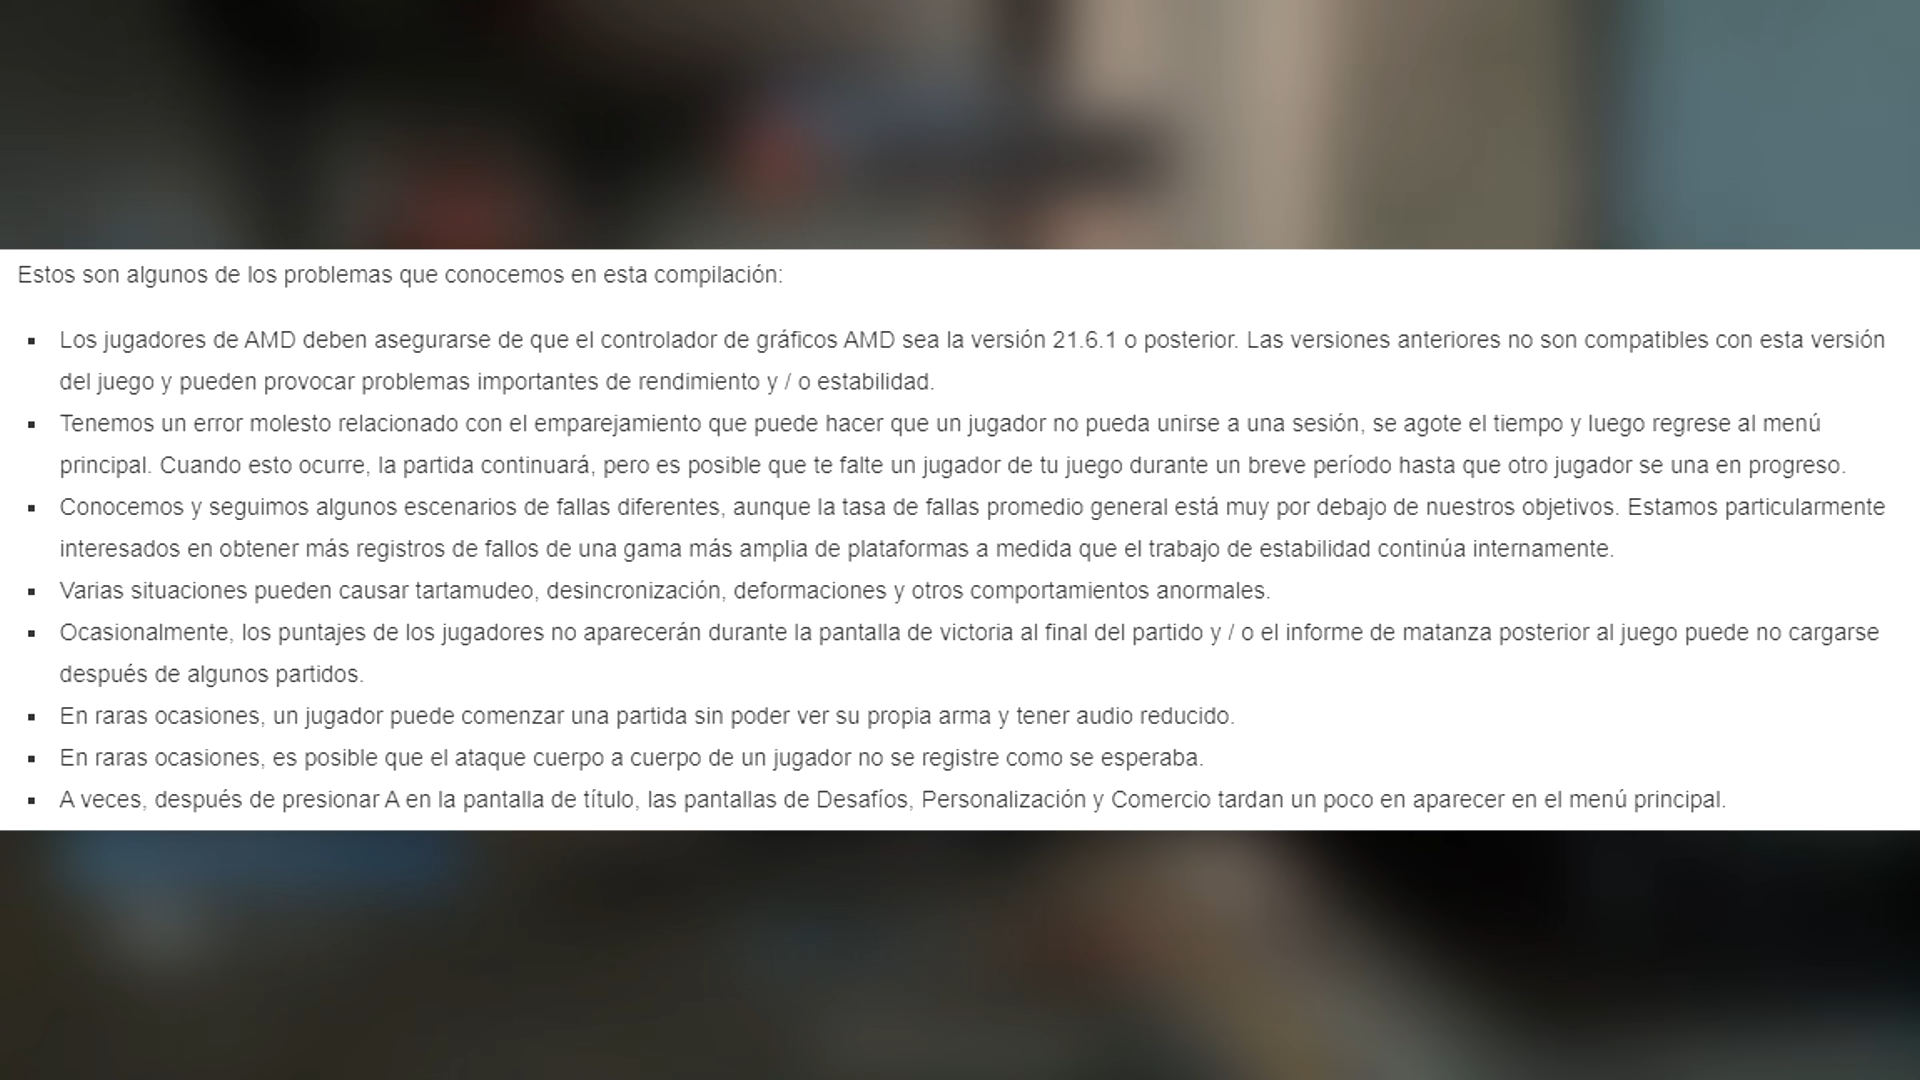 Estos son algunos de los problemas que conocemos en esta compilación:
▪ Los jugadores de AMD deben asegurarse de que el controlador de gráficos AMD sea la versión 21.6.1 o posterior. Las versiones anteriores no son compatibles con esta versión
del juego y pueden provocar problemas importantes de rendimiento y / o estabilidad.
▪ Tenemos un error molesto relacionado con el emparejamiento que puede hacer que un jugador no pueda unirse a una sesión, se agote el tiempo y luego regrese al menú
principal. Cuando esto ocurre, la partida continuará, pero es posible que te falte un jugador de tu juego durante un breve período hasta que otro jugador se una en progreso.
▪ Conocemos y seguimos algunos escenarios de fallas diferentes, aunque la tasa de fallas promedio general está muy por debajo de nuestros objetivos. Estamos particularmente
interesados en obtener más registros de fallos de una gama más amplia de plataformas a medida que el trabajo de estabilidad continúa internamente.
▪ Varias situaciones pueden causar tartamudeo, desincronización, deformaciones y otros comportamientos anormales.
▪ Ocasionalmente, los puntajes de los jugadores no aparecerán durante la pantalla de victoria al final del partido y / o el informe de matanza posterior al juego puede no cargarse
después de algunos partidos.
▪ En raras ocasiones, un jugador puede comenzar una partida sin poder ver su propia arma y tener audio reducido.
▪ En raras ocasiones, es posible que el ataque cuerpo a cuerpo de un jugador no se registre como se esperaba.
▪ A veces, después de presionar A en la pantalla de título, las pantallas de Desafíos, Personalización y Comercio tardan un poco en aparecer en el menú principal.